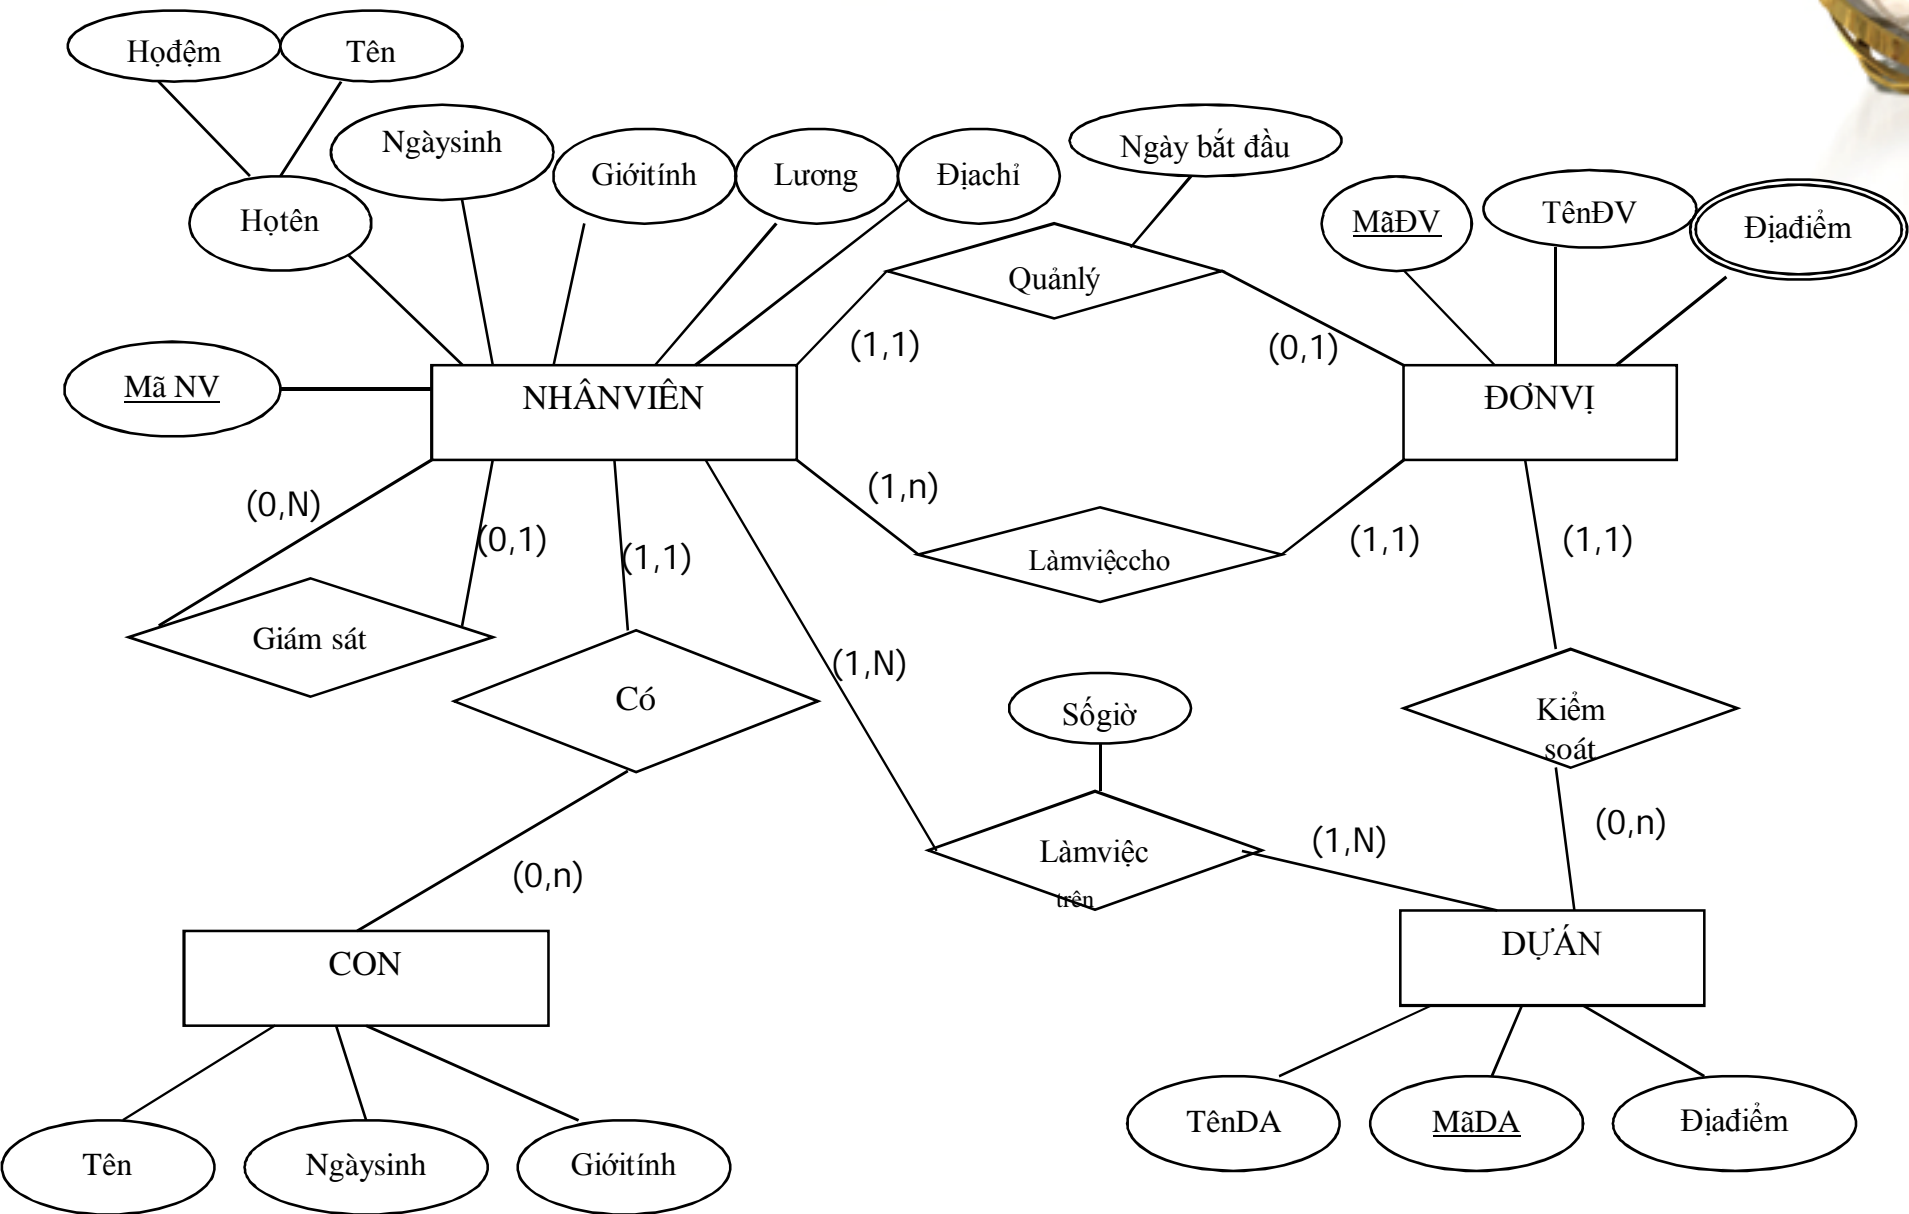 Họđệm
Tên
Ngàysinh
Giớitính
Lương
Địachỉ
Ngày bắt đầu
Họtên
MãĐV
TênĐV
Địađiểm
Quảnlý
(1,1)
(0,1)
Mã NV
NHÂNVIÊN
ĐƠNVỊ
(0,N)
(0,1)
(1,1)
(1,n)
(1,1)
(1,1)
Làmviệccho
Giám sát
Có
(1,N)
Sốgiờ
Kiểm
soát
(1,N)
(0,n)
Làmviệc
trên
(0,n)
CON
DỰÁN
TênDA
MãDA
Địađiểm
Tên
Ngàysinh
Giớitính